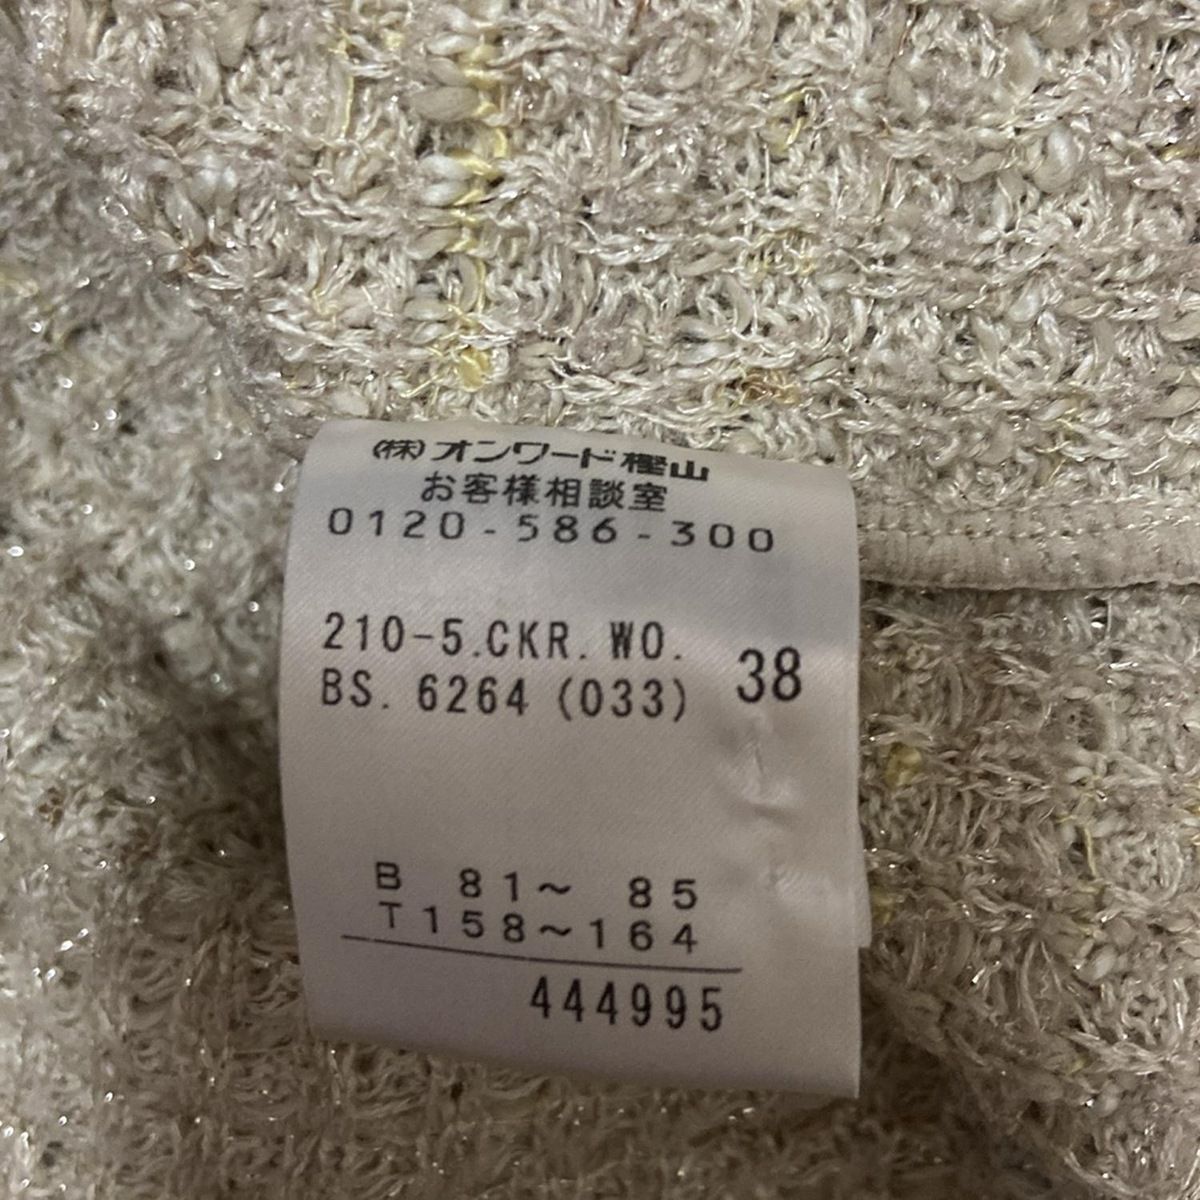 (株)オンワード樫山
お客様相談室
0120-586-300
210-5.CKR.WO.
BS.6264(033)
38
B 81~ 85
T158~164
444995